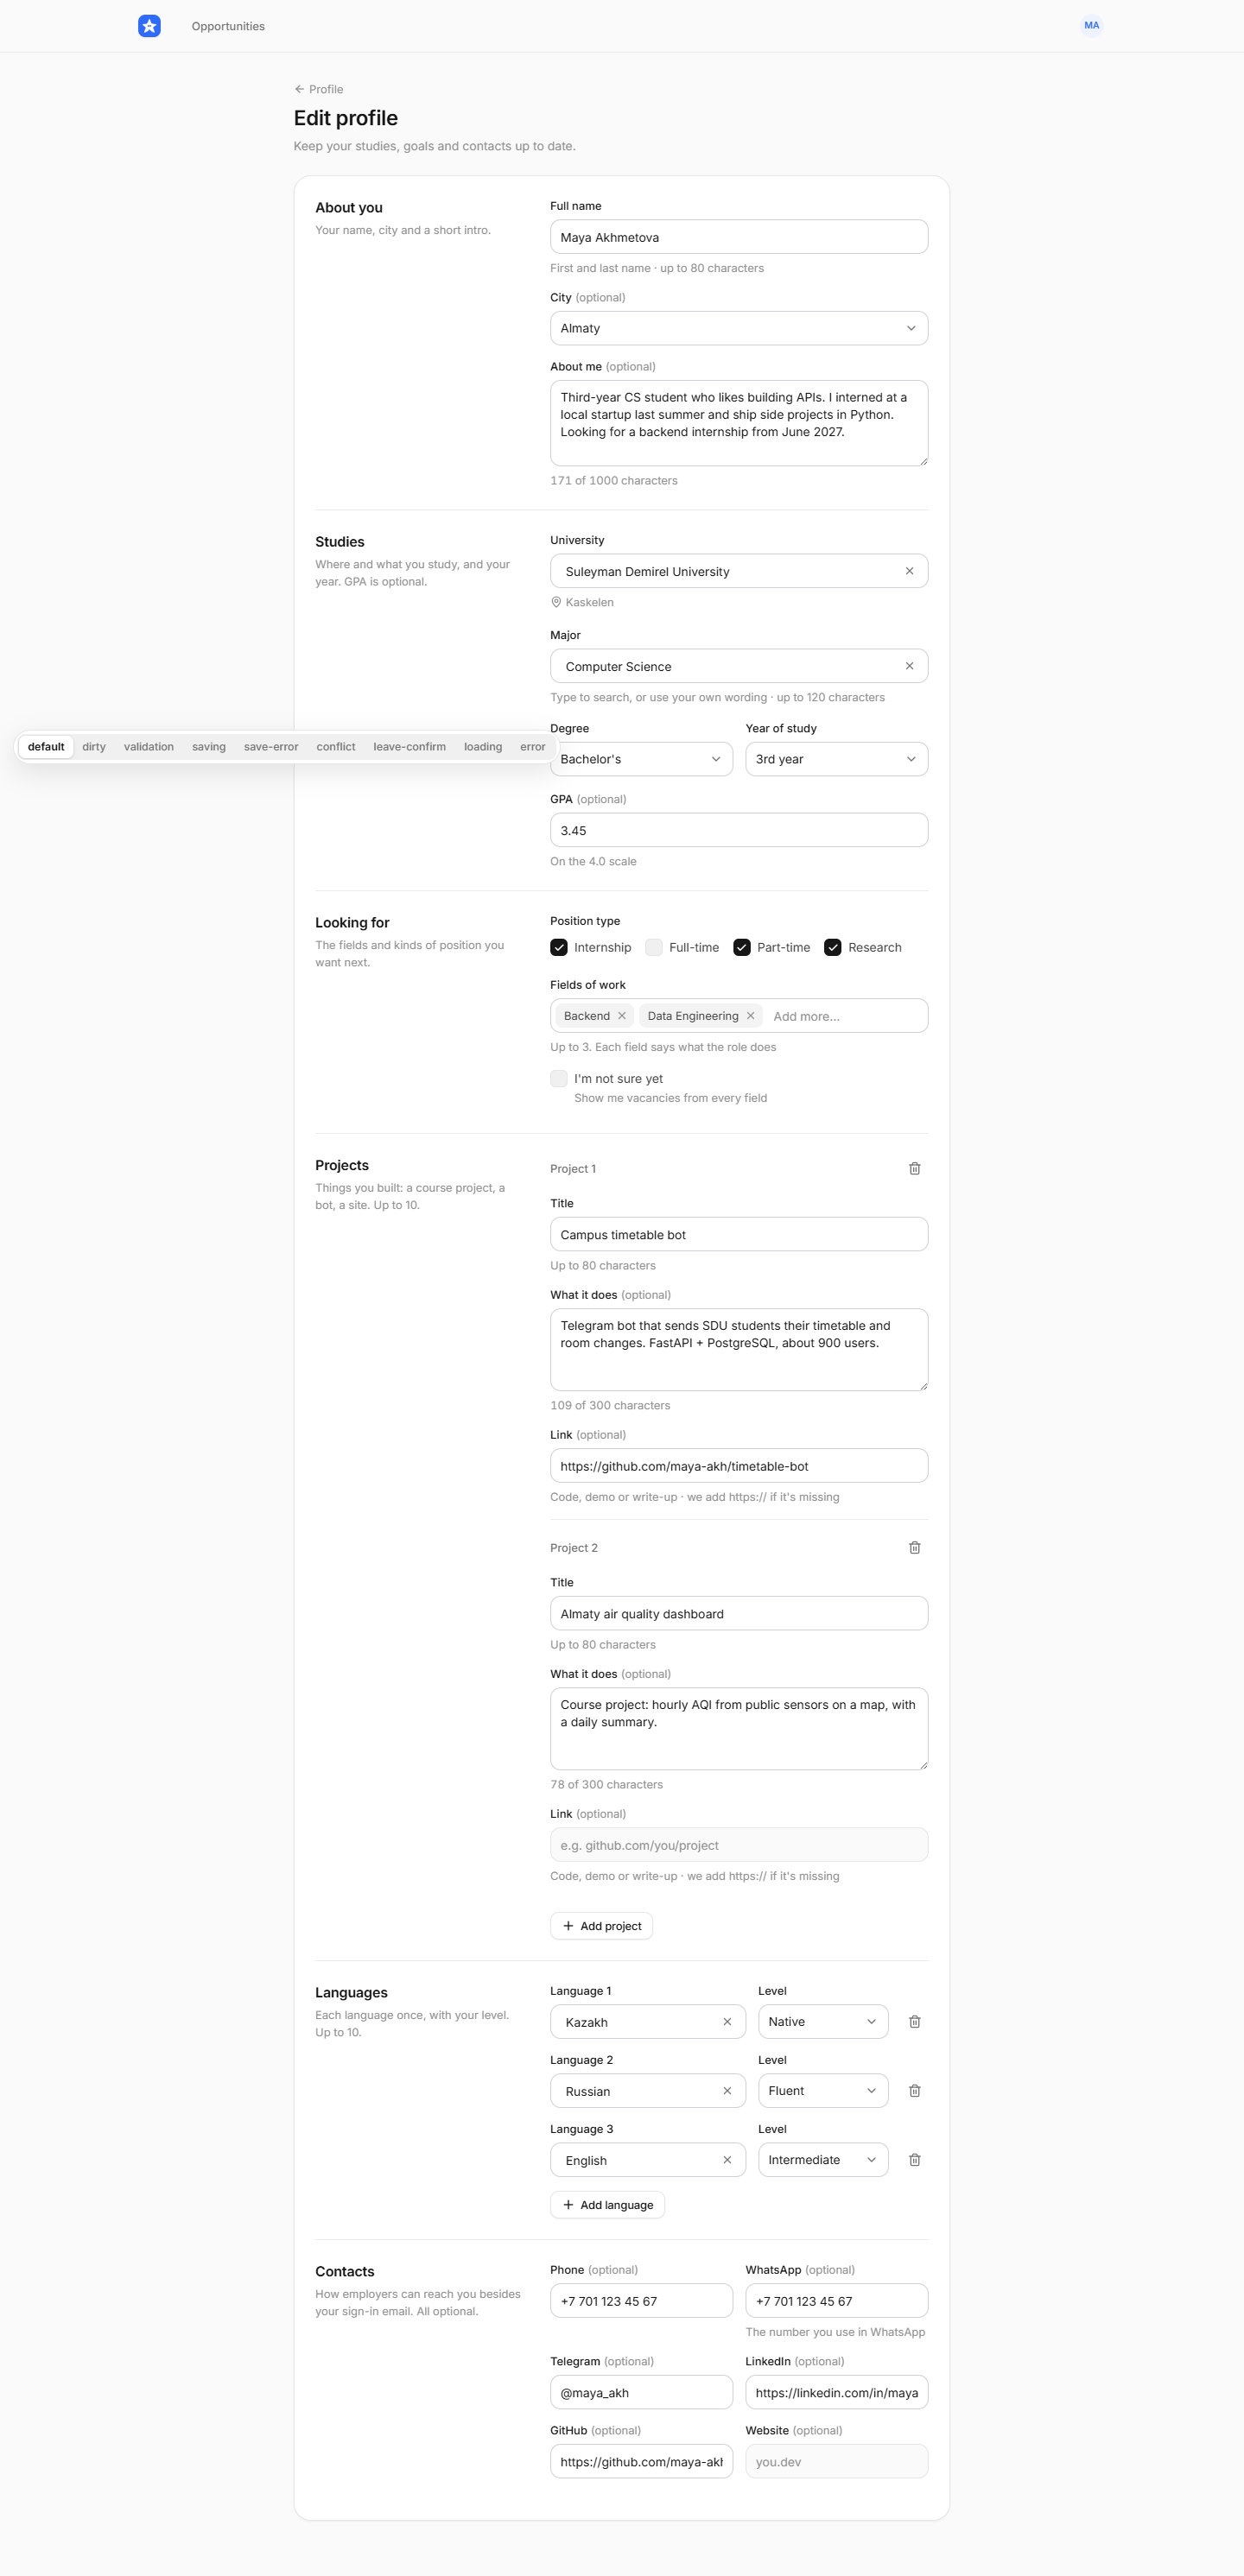 Opportunities
MA
Profile
Edit profile
Keep your studies, goals and contacts up to date.
About you
Your name, city and a short intro.
Full name
Maya Akhmetova
First and last name · up to 80 characters
City (optional)
Almaty
About me (optional)
Third-year CS student who likes building APIs. I interned at a
local startup last summer and ship side projects in Python.
Looking for a backend internship from June 2027.
171 of 1000 characters
Studies
Where and what you study, and your
year. GPA is optional.
University
Suleyman Demirel University
Kaskelen
Major
Computer Science
Type to search, or use your own wording · up to 120 characters
default dirty validation saving save-error conflict leave-confirm loading error
Degree
Bachelor's
Year of study
3rd year
GPA (optional)
3.45
On the 4.0 scale
Looking for
The fields and kinds of position you
want next.
Position type
Internship Full-time Part-time Research
Fields of work
Backend Data Engineering Add more...
Up to 3. Each field says what the role does
I'm not sure yet
Show me vacancies from every field
Projects
Things you built: a course project, a
bot, a site. Up to 10.
Project 1
Title
Campus timetable bot
Up to 80 characters
What it does (optional)
Telegram bot that sends SDU students their timetable and
room changes. FastAPI + PostgreSQL, about 900 users.
109 of 300 characters
Link (optional)
https://github.com/maya-akh/timetable-bot
Code, demo or write-up · we add https:// if it's missing
Project 2
Title
Almaty air quality dashboard
Up to 80 characters
What it does (optional)
Course project: hourly AQI from public sensors on a map, with
a daily summary.
78 of 300 characters
Link (optional)
e.g. github.com/you/project
Code, demo or write-up · we add https:// if it's missing
Add project
Languages
Each language once, with your level.
Up to 10.
Language 1 Level
Kazakh Native
Language 2 Level
Russian Fluent
Language 3 Level
English Intermediate
Add language
Contacts
How employers can reach you besides
your sign-in email. All optional.
Phone (optional)
+7 701 123 45 67
WhatsApp (optional)
+7 701 123 45 67
The number you use in WhatsApp
Telegram (optional)
@maya_akh
LinkedIn (optional)
https://linkedin.com/in/maya
GitHub (optional)
https://github.com/maya-akh
Website (optional)
you.dev